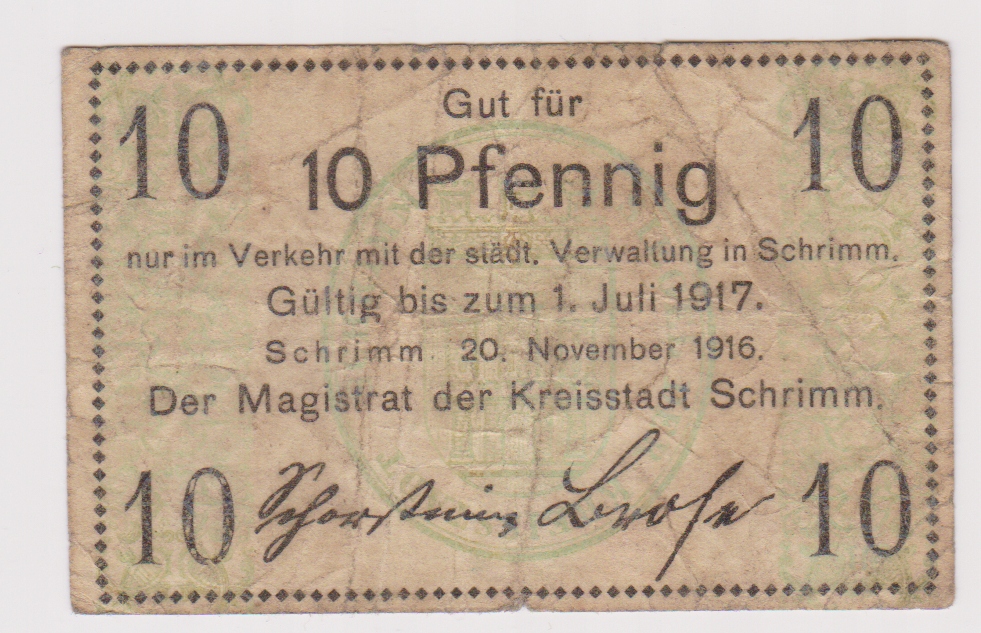 10 Gut für 10
10 Pfennig
nur im Verkehr mit der städt. Verwaltung in Schrimm.
Gültig bis zum 1. Juli 1917.
Schrimm 20. November 1916.
Der Magistrat der Kreisstadt Schrimm.
10 10